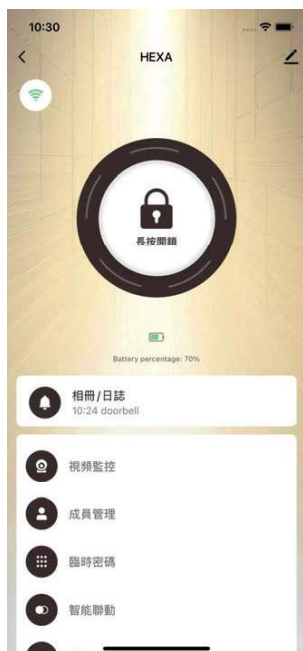 10:30
HEXA
長按開鎖
Battery percentage: 70%
相冊/日誌
10:24 doorbell
視頻監控
成員管理
臨時密碼
智能聯動